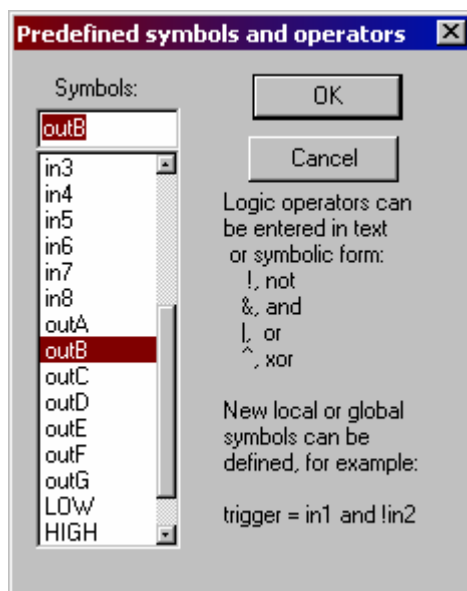 Predefined symbols and operators
Symbols:
outB
in3
in4
in5
in6
in7
in8
outA
outB
outC
outD
outE
outF
outG
LOW
HIGH
OK
Cancel
Logic operators can
be entered in text
or symbolic form:
!, not
&, and
|, or
^, xor
New local or global
symbols can be
defined, for example:
trigger = in1 and !in2